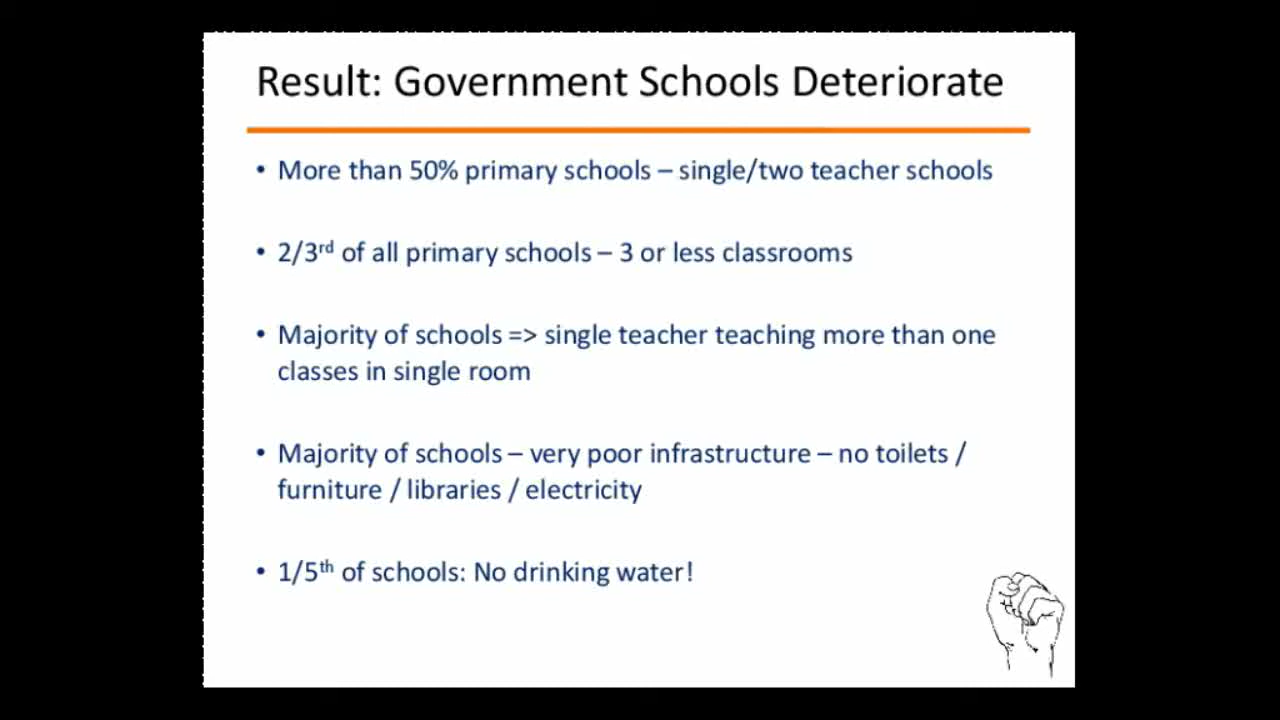 Result: Government Schools Deteriorate
• More than 50% primary schools – single/two teacher schools
• 2/3rd of all primary schools – 3 or less classrooms
• Majority of schools => single teacher teaching more than one
classes in single room
• Majority of schools – very poor infrastructure – no toilets /
furniture / libraries / electricity
• 1/5th of schools: No drinking water!